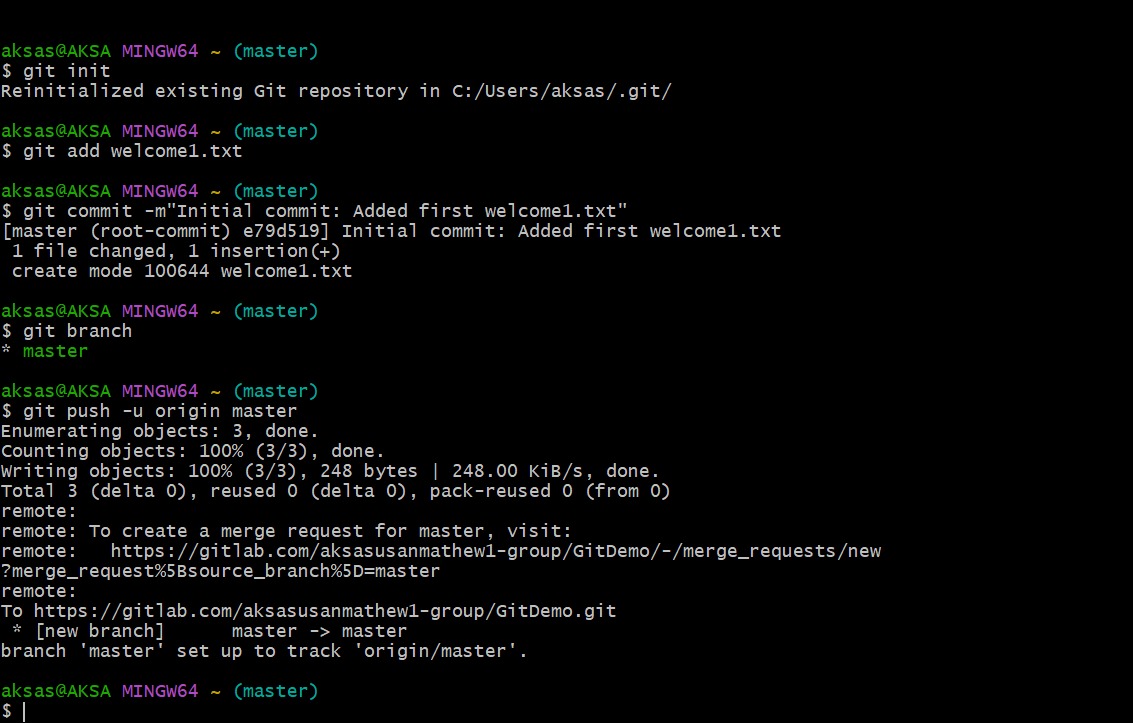 aksas@AKSA MINGW64 ~ (master)
$ git init
Reinitialized existing Git repository in C:/Users/aksas/.git/
aksas@AKSA MINGW64 ~ (master)
$ git add welcome1.txt
aksas@AKSA MINGW64 ~ (master)
$ git commit -m"Initial commit: Added first welcome1.txt"
[master (root-commit) e79d519] Initial commit: Added first welcome1.txt
 1 file changed, 1 insertion(+)
 create mode 100644 welcome1.txt
aksas@AKSA MINGW64 ~ (master)
$ git branch
* master
aksas@AKSA MINGW64 ~ (master)
$ git push -u origin master
Enumerating objects: 3, done.
Counting objects: 100% (3/3), done.
Writing objects: 100% (3/3), 248 bytes | 248.00 KiB/s, done.
Total 3 (delta 0), reused 0 (delta 0), pack-reused 0 (from 0)
remote:
remote: To create a merge request for master, visit:
remote:   https://gitlab.com/aksasusanmathew1-group/GitDemo/-/merge_requests/new
?merge_request%5Bsource_branch%5D=master
remote:
To https://gitlab.com/aksasusanmathew1-group/GitDemo.git
 * [new branch]      master -> master
branch 'master' set up to track 'origin/master'.
aksas@AKSA MINGW64 ~ (master)
$